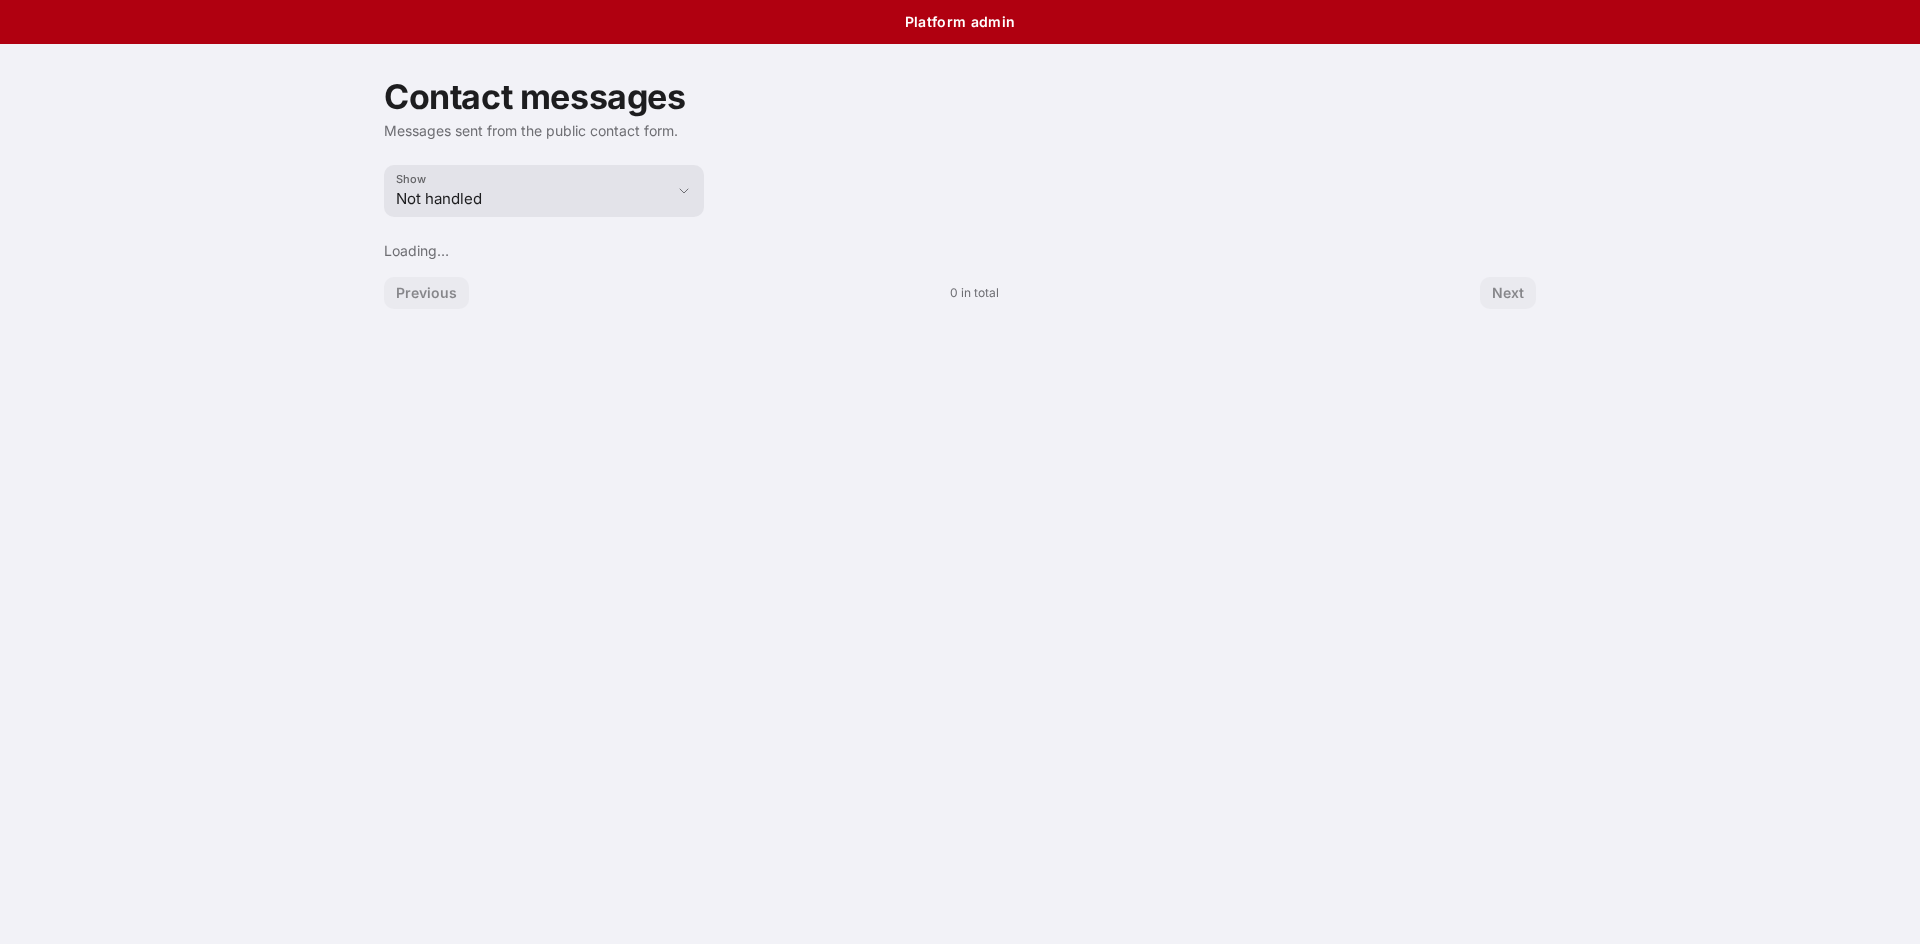 Platform admin
Contact messages
Messages sent from the public contact form.
Show
Not handled
Loading...
Previous
0 in total
Next